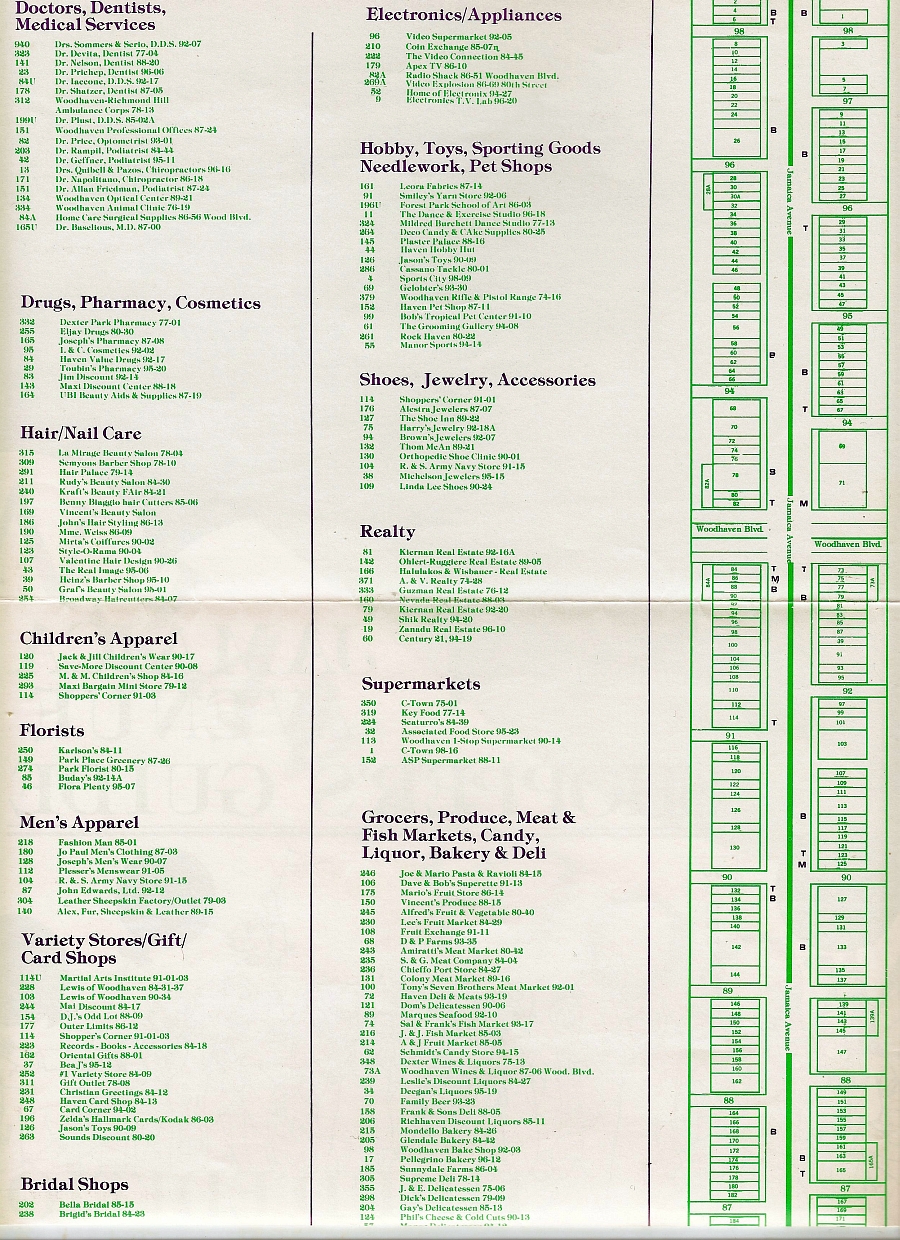 Doctors, Dentists,
Medical Services
940 Drs. Sommers & Serio, D.D.S. 92-07
323 Dr. Devita, Dentist 77-04
141 Dr. Nelson, Dentist 88-20
23 Dr. Prichep, Dentist 96-06
84U Dr. Iaccone, D.D.S. 92-17
178 Dr. Shatzer, Dentist 87-05
312 Woodhaven-Richmond Hill
Ambulance Corps 78-13
199U Dr. Plust, D.D.S. 85-02A
151 Woodhaven Professional Offices 87-24
82 Dr. Price, Optometrist 93-01
203 Dr. Rampil, Podiatrist 84-44
42 Dr. Geffner, Podiatrist 95-11
13 Drs. Quibell & Pazos, Chiropractors 96-16
171 Dr. Napolitano, Chiropractor 86-18
151 Dr. Allan Friedman, Podiatrist 87-24
134 Woodhaven Optical Center 89-21
334 Woodhaven Animal Clinic 76-19
84A Home Care Surgical Supplies 86-56 Wood Blvd.
165U Dr. Baselious, M.D. 87-00
Drugs, Pharmacy, Cosmetics
332 Dexter Park Pharmacy 77-01
255 Eljay Drugs 80-30
165 Joseph's Pharmacy 87-08
95 I. & C. Cosmetics 92-02
84 Haven Value Drugs 92-17
29 Toubin's Pharmacy 95-20
83 Jim Discount 92-14
143 Maxi Discount Center 88-18
164 UBI Beauty Aids & Supplies 87-19
Hair/Nail Care
315 La Mirage Beauty Salon 78-04
309 Semyons Barber Shop 78-10
291 Hair Palace 79-14
211 Rudy's Beauty Salon 84-30
240 Kraft's Beauty FAir 84-21
197 Benny Biaggio hair Cutters 85-06
169 Vincent's Beauty Salon
186 John's Hair Styling 86-13
190 Mme. Weiss 86-09
125 Mirta's Coiffures 90-02
123 Style-O-Rama 90-04
107 Valentine Hair Design 90-26
43 The Real Image 95-06
39 Heinz's Barber Shop 95-10
50 Graf's Beauty Salon 95-01
254 Broadway Haircutters 84-07
Children's Apparel
120 Jack & Jill Children's Wear 90-17
119 Save-More Discount Center 90-08
225 M. & M. Children's Shop 84-16
293 Maxi Bargain Mini Store 79-12
114 Shoppers' Corner 91-03
Florists
250 Karlson's 84-11
149 Park Place Greenery 87-26
274 Park Florist 80-15
85 Buday's 92-14A
46 Flora Plenty 95-07
Men's Apparel
218 Fashion Man 85-01
180 Jo Paul Men's Clothing 87-03
128 Joseph's Men's Wear 90-07
112 Plesser's Menswear 91-05
104 R. & S. Army Navy Store 91-15
87 John Edwards, Ltd. 92-12
304 Leather Sheepskin Factory/Outlet 79-03
140 Alex, Fur, Sheepskin & Leather 89-15
Variety Stores/Gift/
Card Shops
114U Martial Arts Institute 91-01-03
228 Lewis of Woodhaven 84-31-37
103 Lewis of Woodhaven 90-34
244 Mai Discount 84-17
154 D.J.'s Odd Lot 88-09
177 Outer Limits 86-12
114 Shopper's Corner 91-01-03
223 Records - Books - Accessories 84-18
162 Oriental Gifts 88-01
37 BeaJ's 95-12
252 #1 Variety Store 84-09
311 Gift Outlet 78-08
231 Christian Greetings 84-12
248 Haven Card Shop 84-13
67 Card Corner 94-02
196 Zelda's Hallmark Cards/Kodak 86-03
126 Jason's Toys 90-09
263 Sounds Discount 80-20
Bridal Shops
202 Bella Bridal 85-15
238 Brigid's Bridal 84-23
Electronics/Appliances
96 Video Supermarket 92-05
210 Coin Exchange 85-07
222 The Video Connection 84-45
179 Apex TV 86-10
82A Radio Shack 86-51 Woodhaven Blvd.
269A Video Explosion 86-69 80th Street
52 Home of Electronix 94-27
9 Electronics T.V. Lab 96-20
Hobby, Toys, Sporting Goods
Needlework, Pet Shops
161 Leora Fabrics 87-14
91 Smiley's Yarn Store 92-06
196U Forest Park School of Art 86-03
11 The Dance & Exercise Studio 96-18
324 Mildred Burchett Dance Studio 77-13
264 Deco Candy & CAke Supplies 80-25
145 Plaster Palace 88-16
44 Haven Hobby Hut
126 Jason's Toys 90-09
286 Cassano Tackle 80-01
4 Sports City 98-09
69 Gelobter's 93-30
379 Woodhaven Rifle & Pistol Range 74-16
152 Haven Pet Shop 87-11
99 Bob's Tropical Pet Center 91-10
61 The Grooming Gallery 94-08
261 Rock Haven 80-22
55 Manor Sports 94-14
Shoes, Jewelry, Accessories
114 Shoppers' Corner 91-01
176 Alestra Jewelers 87-07
127 The Shoe Inn 89-22
75 Harry's Jewelry 92-18A
94 Brown's Jewelers 92-07
132 Thom McAn 89-21
130 Orthopedic Shoe Clinic 90-01
104 R. & S. Army Navy Store 91-15
38 Michelson Jewelers 95-15
109 Linda Lee Shoes 90-24
Realty
81 Kiernan Real Estate 92-16A
142 Ohlert-Ruggiere Real Estate 89-05
166 Halulakos & Wisbauer - Real Estate
371 A. & V. Realty 74-28
333 Guzman Real Estate 76-12
160 Nevada Real Estate 88-03
79 Kiernan Real Estate 92-20
49 Shik Realty 94-20
19 Zanadu Real Estate 96-10
60 Century 21, 94-19
Supermarkets
350 C-Town 75-01
319 Key Food 77-14
224 Scaturro's 84-39
32 Associated Food Store 95-23
113 Woodhaven 1-Stop Supermarket 90-14
1 C-Town 98-16
152 ASP Supermarket 88-11
Grocers, Produce, Meat &
Fish Markets, Candy,
Liquor, Bakery & Deli
246 Joe & Mario Pasta & Ravioli 84-15
106 Dave & Bob's Superette 91-13
175 Mario's Fruit Store 86-14
150 Vincent's Produce 88-15
245 Alfred's Fruit & Vegetable 80-40
230 Lee's Fruit Market 84-29
108 Fruit Exchange 91-11
68 D & P Farms 93-35
243 Amiratti's Meat Market 80-42
235 S. & G. Meat Company 84-04
236 Chieffo Port Store 84-27
131 Colony Meat Market 89-16
100 Tony's Seven Brothers Meat Market 92-01
72 Haven Deli & Meats 93-19
121 Dom's Delicatessen 90-06
89 Marques Seafood 92-10
74 Sal & Frank's Fish Market 93-17
216 J. & J. Fish Market 85-03
214 A & J Fruit Market 85-05
62 Schmidt's Candy Store 94-15
348 Dexter Wines & Liquors 75-13
73A Woodhaven Wines & Liquor 87-06 Wood. Blvd.
239 Leslie's Discount Liquors 84-27
34 Deegan's Liquors 95-19
70 Family Beer 93-23
158 Frank & Sons Deli 88-05
206 Richhaven Discount Liquors 85-11
215 Mondello Bakery 84-26
205 Glendale Bakery 84-42
98 Woodhaven Bake Shop 92-03
17 Pellegrino Bakery 96-12
185 Sunnydale Farms 86-04
305 Supreme Deli 78-14
355 J. & E. Delicatessen 75-06
298 Dick's Delicatessen 79-09
204 Gay's Delicatessen 85-13
124 Phil's Cheese & Cold Cuts 90-13
Jamaica Avenue
Jamaica Avenue
Jamaica Avenue
Woodhaven Blvd.
Woodhaven Blvd.
98
96
94
91
90
89
88
87
98
97
96
95
94
92
90
88
87